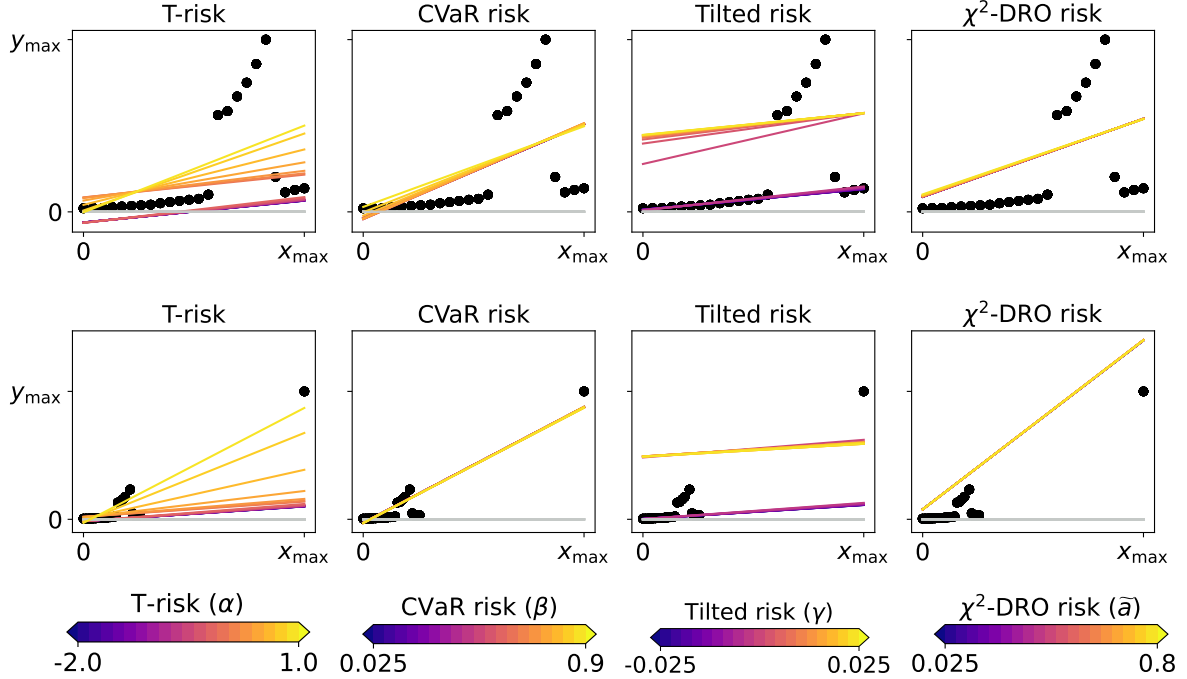 T-risk CVaR risk Tilted risk χ²-DRO risk
y_max
0
0 x_max 0 x_max 0 x_max 0 x_max
T-risk CVaR risk Tilted risk χ²-DRO risk
y_max
0
0 x_max 0 x_max 0 x_max 0 x_max
T-risk (α) CVaR risk (β) Tilted risk (γ) χ²-DRO risk (ã)
-2.0 1.0 0.025 0.9 -0.025 0.025 0.025 0.8